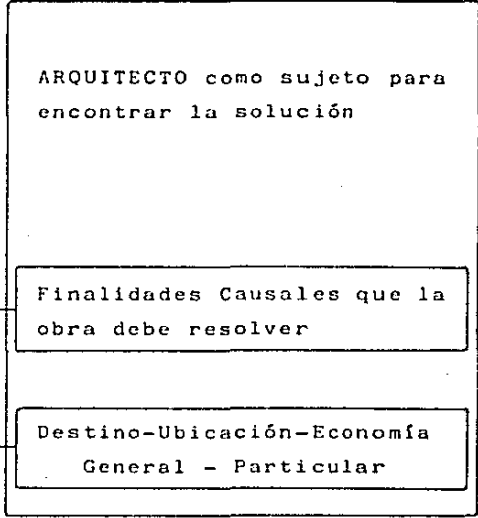 ARQUITECTO como sujeto para
encontrar la solución
Finalidades Causales que la
obra debe resolver
Destino-Ubicación-Economía
General - Particular